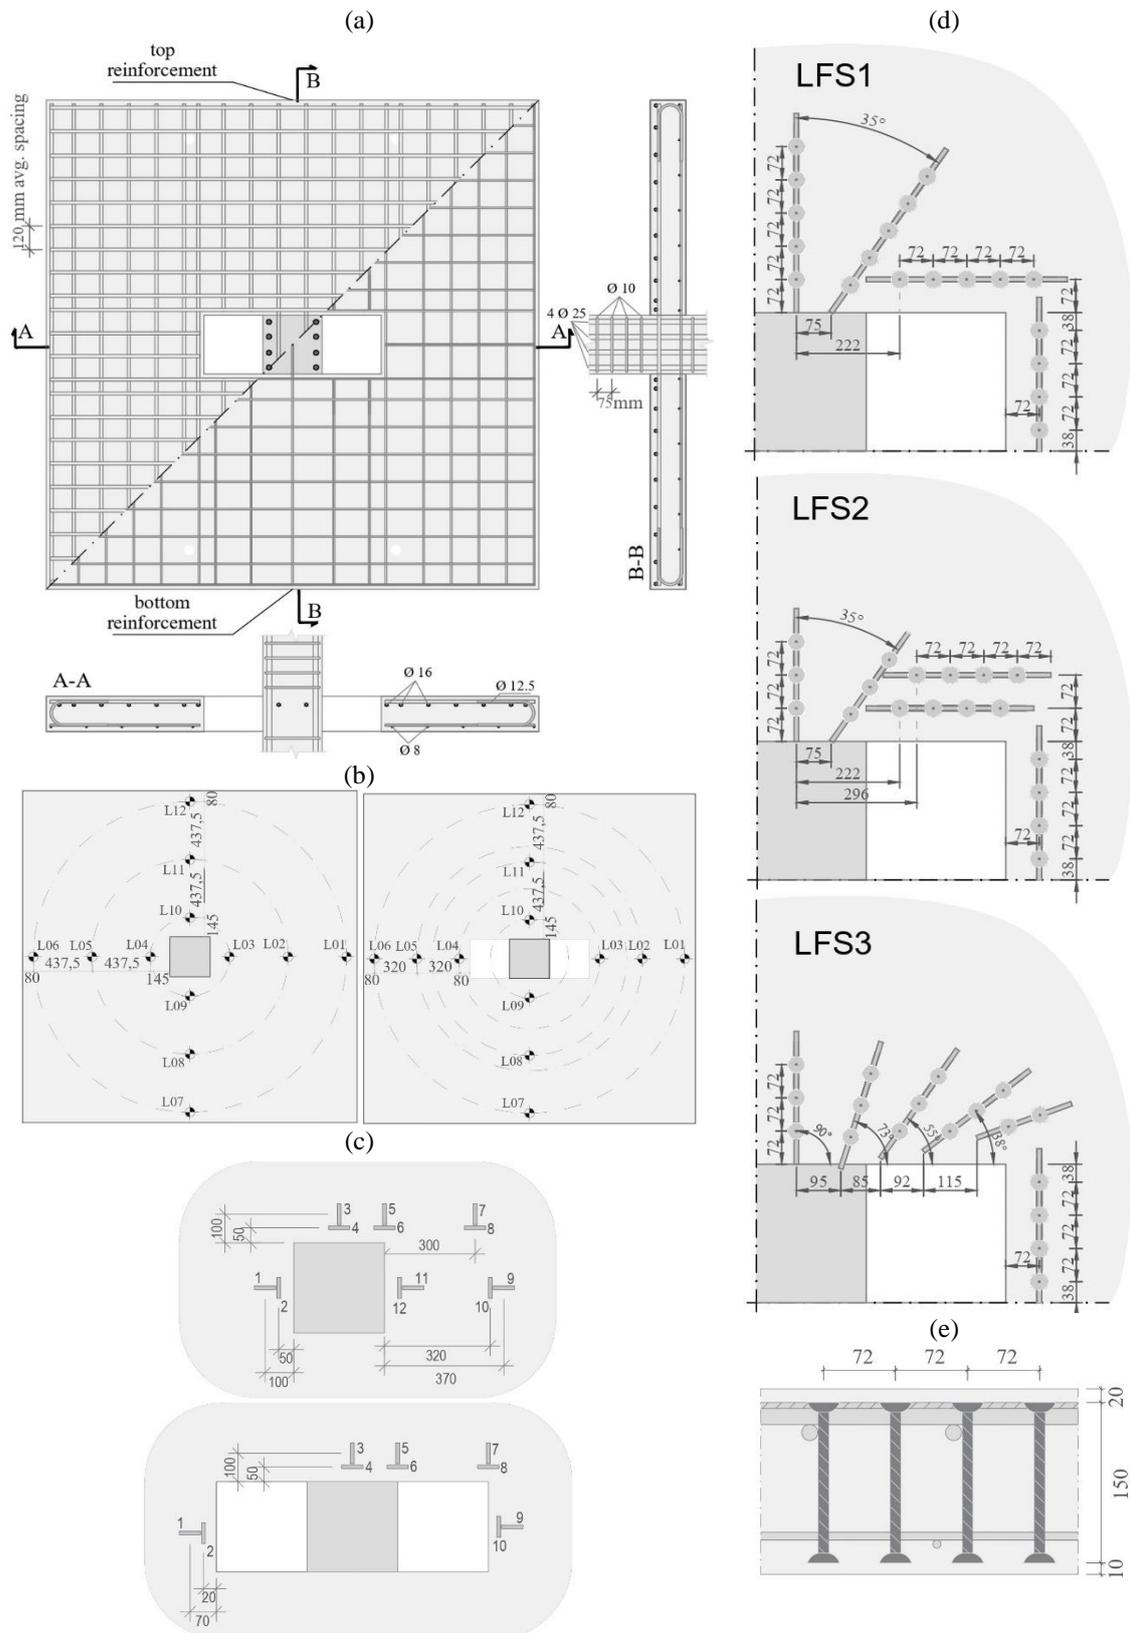 (a)
top
reinforcement
B
120 mm avg. spacing
A
A
Ø 10
4 Ø 25
75mm
B-B
bottom
reinforcement
B
A-A
Ø 16
Ø 12.5
Ø 8
(b)
L12
80
437,5
L11
437,5
L10
145
L06
L05
L04
L03
L02
L01
437,5
437,5
80
145
L09
L08
L07
L12
80
437,5
L11
437,5
L10
145
L06
L05
L04
L03
L02
L01
320
320
80
80
L09
L08
L07
(c)
100
50
3
4
5
6
7
8
300
1
2
11
12
9
10
50
100
320
370
100
50
3
4
5
6
7
8
1
2
9
10
20
70
(d)
LFS1
35°
72
72
72
72
72
72 72 72 72
75
222
72
38
72
72
72
38
72
LFS2
35°
72
72
72
72 72 72 72
72
72
75
222
296
38
72
72
72
38
72
LFS3
72
72
72
90°
73°
55°
38°
95 85 92 115
38
72
72
72
38
72
(e)
72 72 72
20
150
10